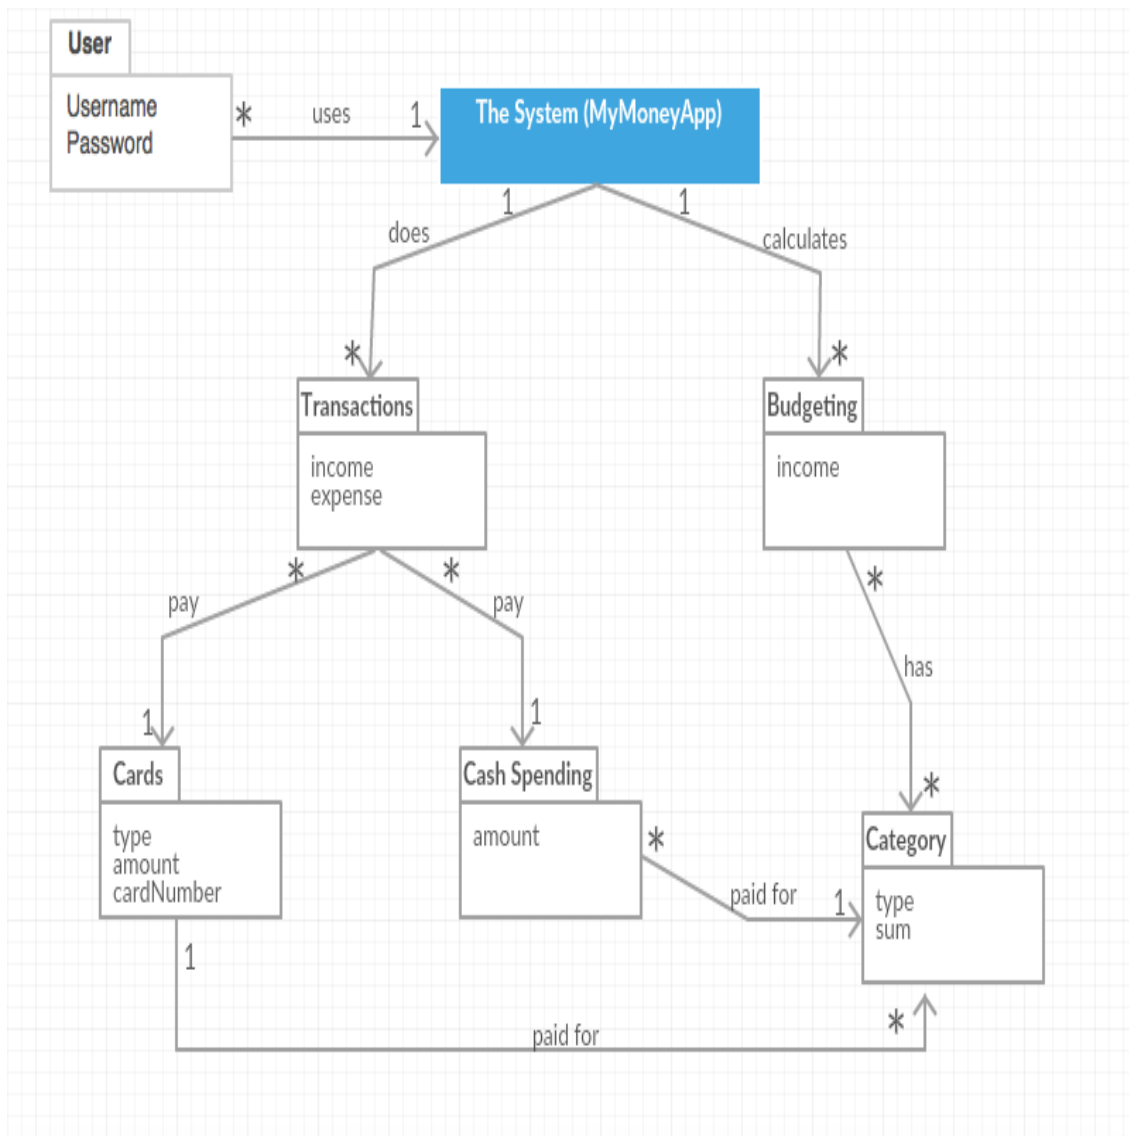 User
Username
Password
* uses 1
The System (MyMoneyApp)
1 1
does
calculates
* *
Transactions
income
expense
Budgeting
income
* *
pay pay
*
has
1 1
*
Cards
type
amount
cardNumber
Cash Spending
amount
*
paid for 1
Category
type
sum
1
*
paid for